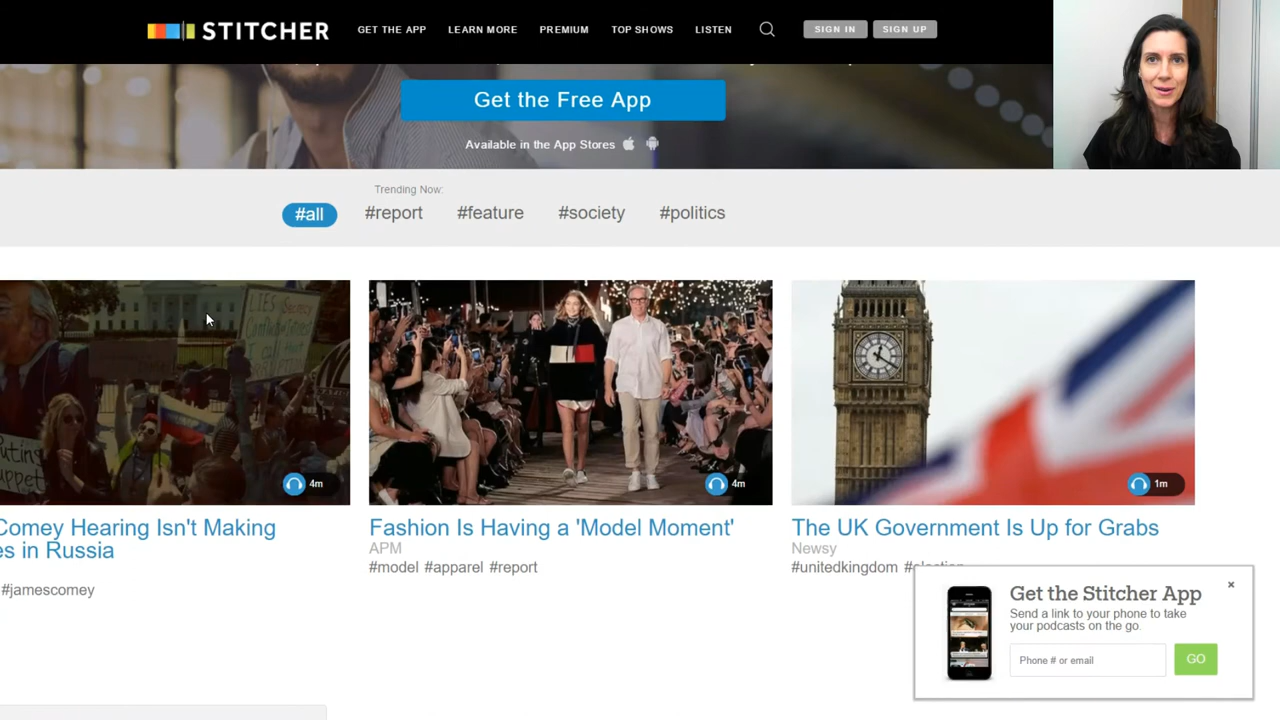 STITCHER
GET THE APP
LEARN MORE
PREMIUM
TOP SHOWS
LISTEN
SIGN IN
SIGN UP
Get the Free App
Available in the App Stores
Trending Now:
#all
#report
#feature
#society
#politics
4m
4m
1m
Comey Hearing Isn't Making
es in Russia
#jamescomey
Fashion Is Having a 'Model Moment'
APM
#model #apparel #report
The UK Government Is Up for Grabs
Newsy
#unitedkingdom #election
Get the Stitcher App
Send a link to your phone to take
your podcasts on the go.
Phone # or email
GO